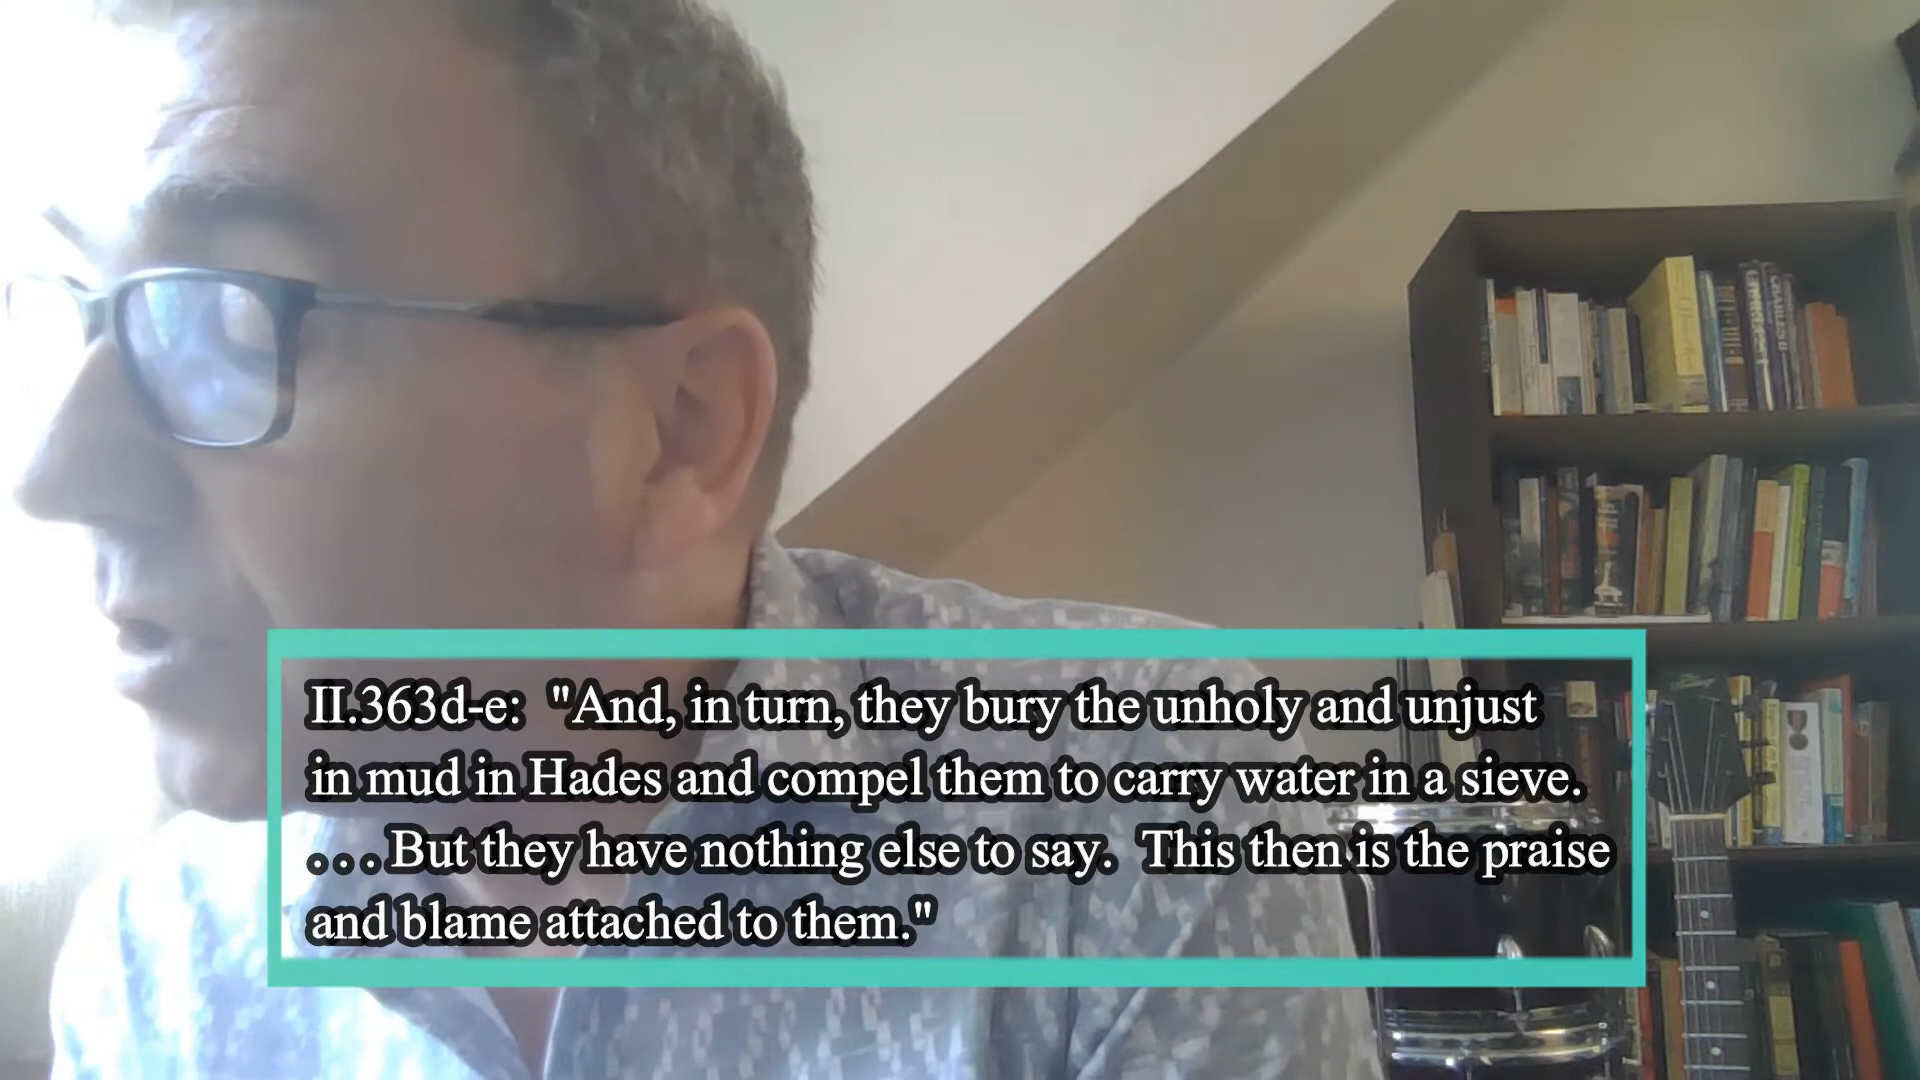 II.363d-e: "And, in turn, they bury the unholy and unjust
in mud in Hades and compel them to carry water in a sieve.
. . . But they have nothing else to say. This then is the praise
and blame attached to them."